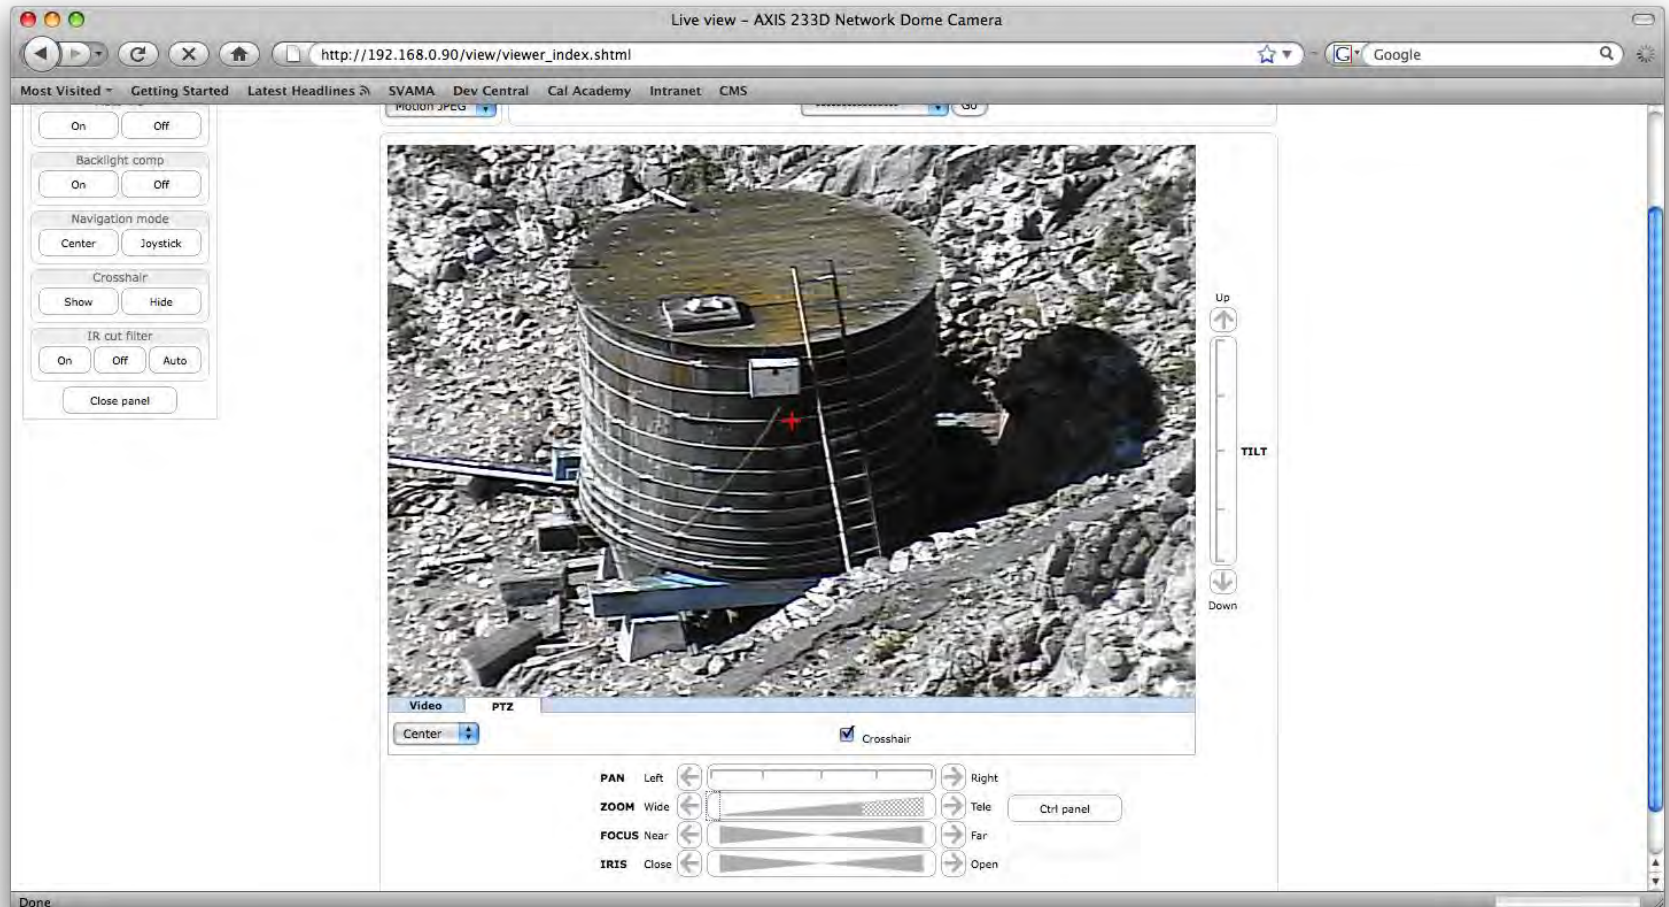 Live view – AXIS 233D Network Dome Camera
http://192.168.0.90/view/viewer_index.shtml
Google
Most Visited Getting Started Latest Headlines SVAMA Dev Central Cal Academy Intranet CMS
Motion JPEG Go
On Off
Backlight comp
On Off
Navigation mode
Center Joystick
Crosshair
Show Hide
IR cut filter
On Off Auto
Close panel
Up
TILT
Down
Video PTZ
Center Crosshair
PAN Left Right
ZOOM Wide Tele Ctrl panel
FOCUS Near Far
IRIS Close Open
Done